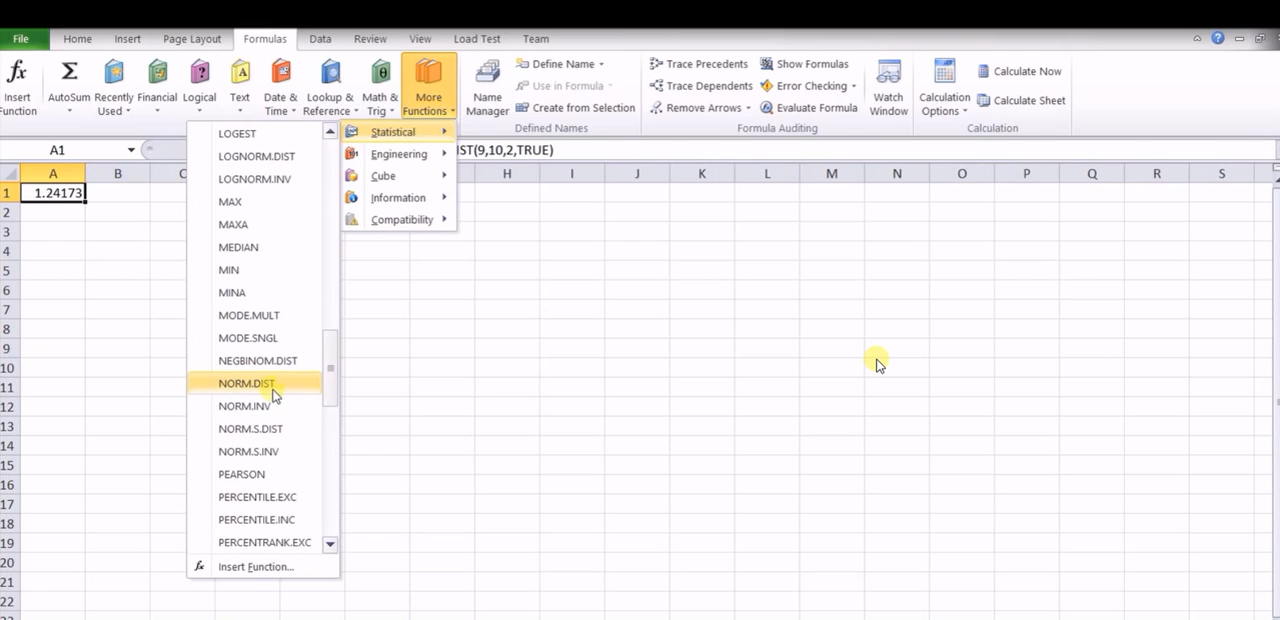 File Home Insert Page Layout Formulas Data Review View Load Test Team
fx Σ ? A θ
Insert Function
AutoSum
Recently Used
Financial
Logical
Text
Date & Time
Lookup & Reference
Math & Trig
More Functions
Name Manager
Define Name
Use in Formula
Create from Selection
Defined Names
Trace Precedents
Trace Dependents
Remove Arrows
Show Formulas
Error Checking
Evaluate Formula
Formula Auditing
Watch Window
Calculation Options
Calculate Now
Calculate Sheet
Calculation
A1
IST(9,10,2,TRUE)
Statistical
Engineering
Cube
Information
Compatibility
LOGEST
LOGNORM.DIST
LOGNORM.INV
MAX
MAXA
MEDIAN
MIN
MINA
MODE.MULT
MODE.SNGL
NEGBINOM.DIST
NORM.DIST
NORM.INV
NORM.S.DIST
NORM.S.INV
PEARSON
PERCENTILE.EXC
PERCENTILE.INC
PERCENTRANK.EXC
fx Insert Function...
A B C H I J K L M N O P Q R S
1 1.24173
2
3
4
5
6
7
8
9
10
11
12
13
14
15
16
17
18
19
20
21
22